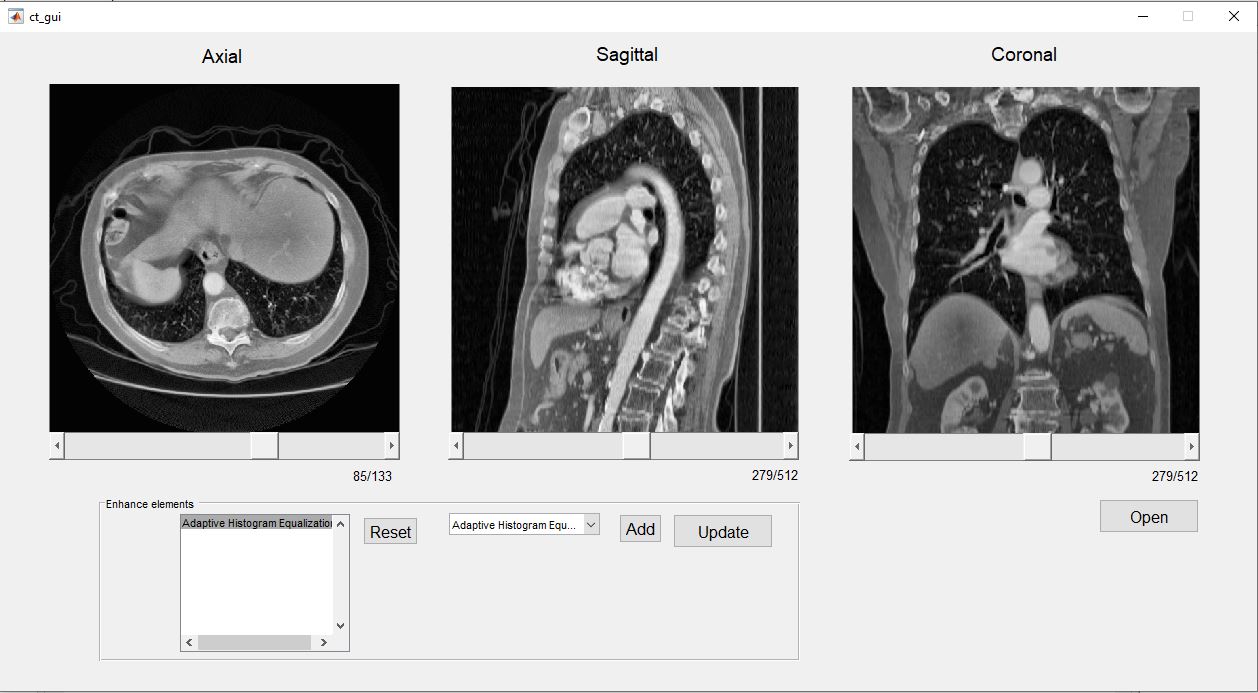 ct_gui
Axial
Sagittal
Coronal
85/133
279/512
279/512
Enhance elements
Adaptive Histogram Equalization
Reset
Adaptive Histogram Equ...
Add
Update
Open